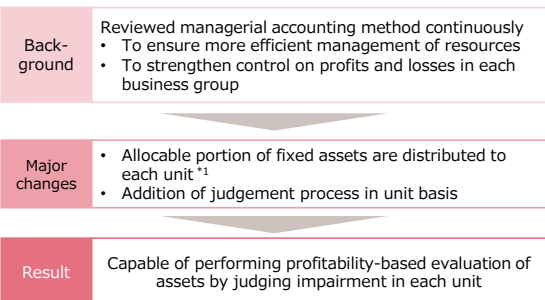 Back-
ground
Reviewed managerial accounting method continuously
• To ensure more efficient management of resources
• To strengthen control on profits and losses in each
business group
Major
changes
• Allocable portion of fixed assets are distributed to
each unit *1
• Addition of judgement process in unit basis
Result
Capable of performing profitability-based evaluation of
assets by judging impairment in each unit